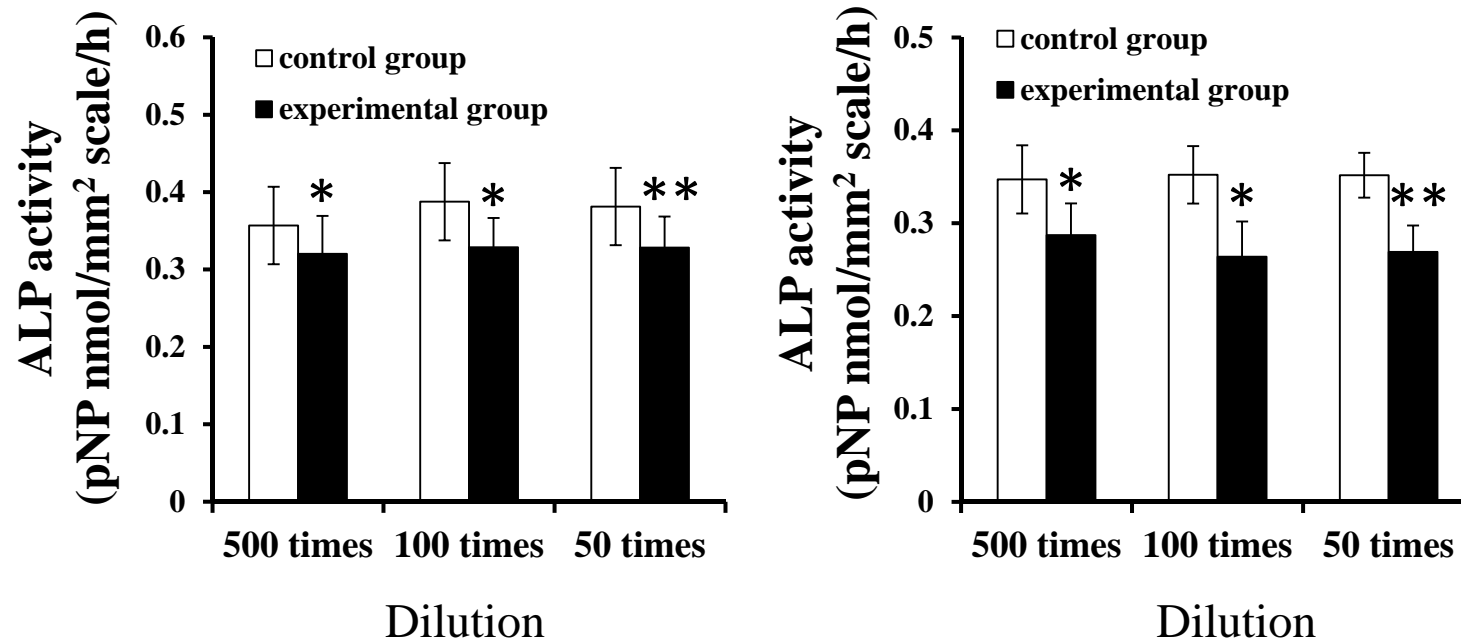 ALP activity
(pNP nmol/mm² scale/h)
0.6
0.5
0.4
0.3
0.2
0.1
0
control group
experimental group
*
*
**
500 times 100 times 50 times
Dilution
ALP activity
(pNP nmol/mm² scale/h)
0.5
0.4
0.3
0.2
0.1
0
control group
experimental group
*
*
**
500 times 100 times 50 times
Dilution